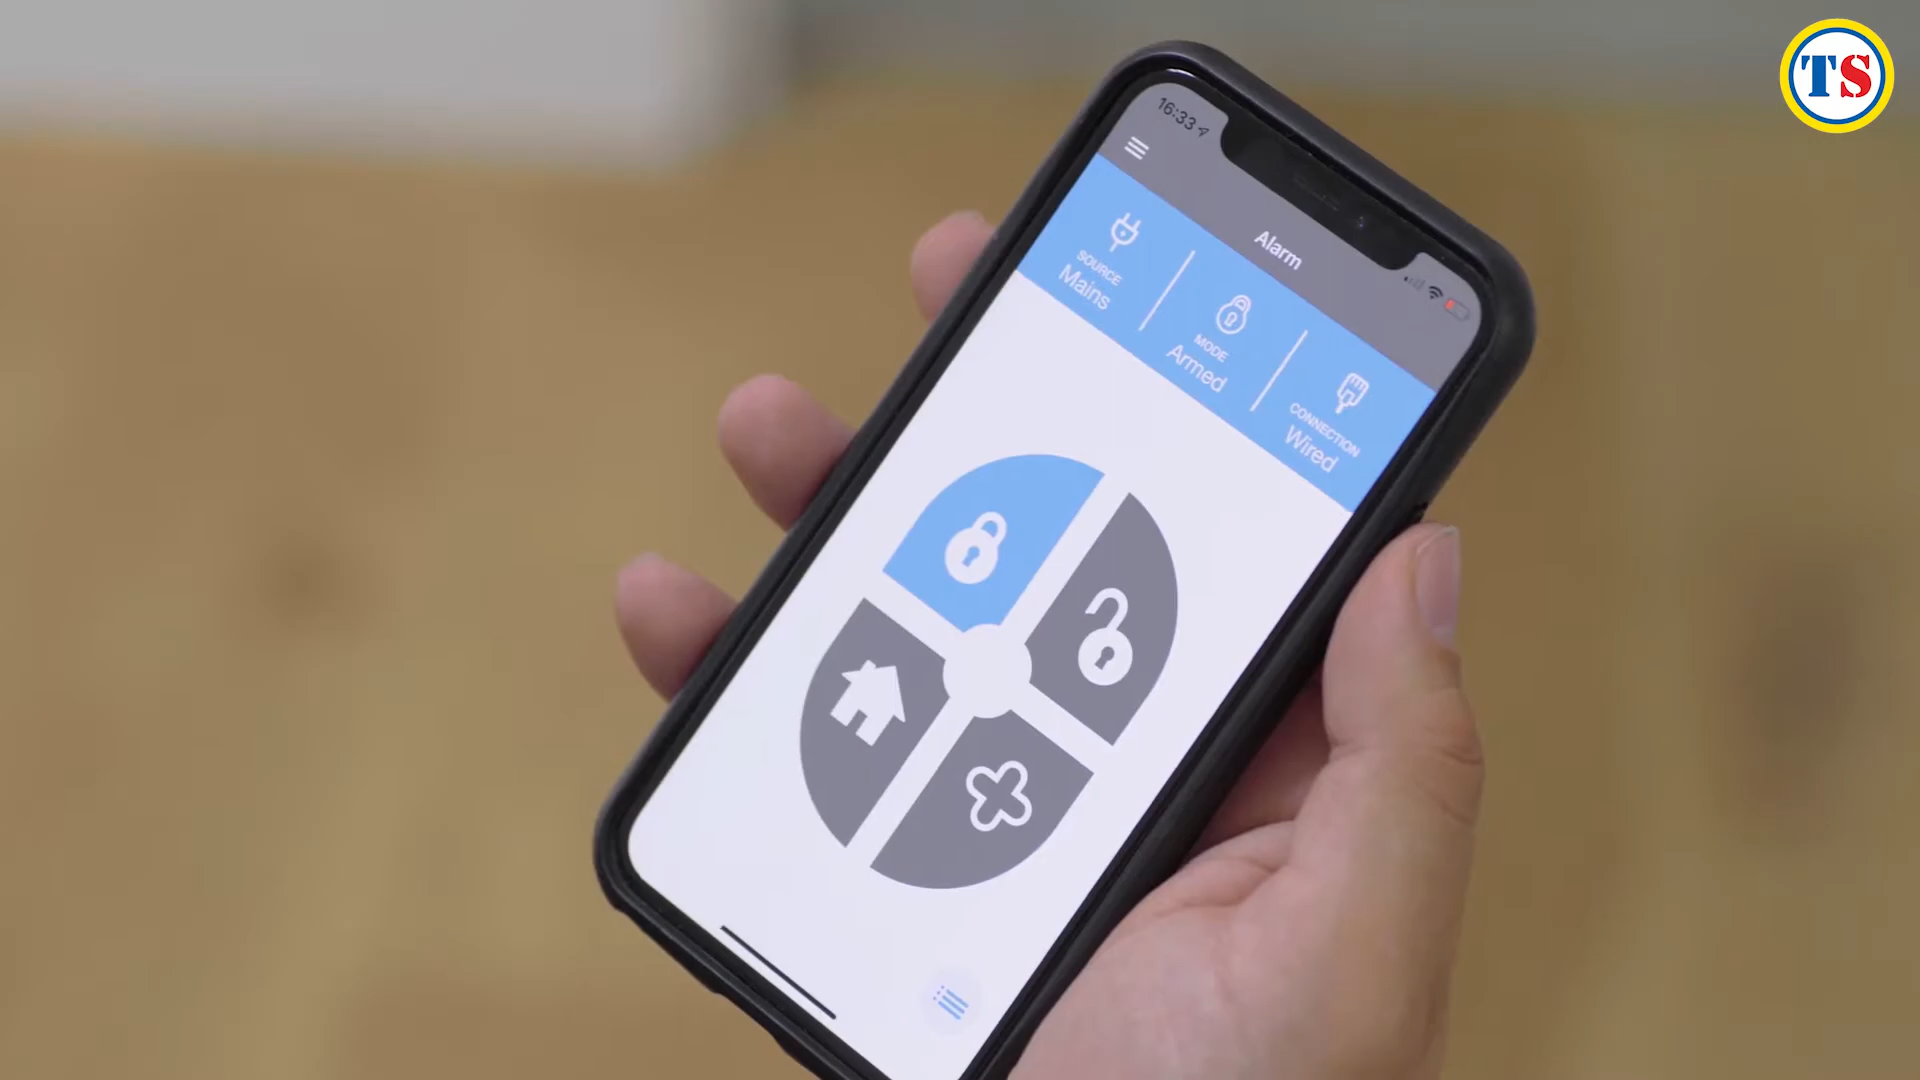 TS
16:33
Alarm
SOURCE
Mains
MODE
Armed
CONNECTION
Wired